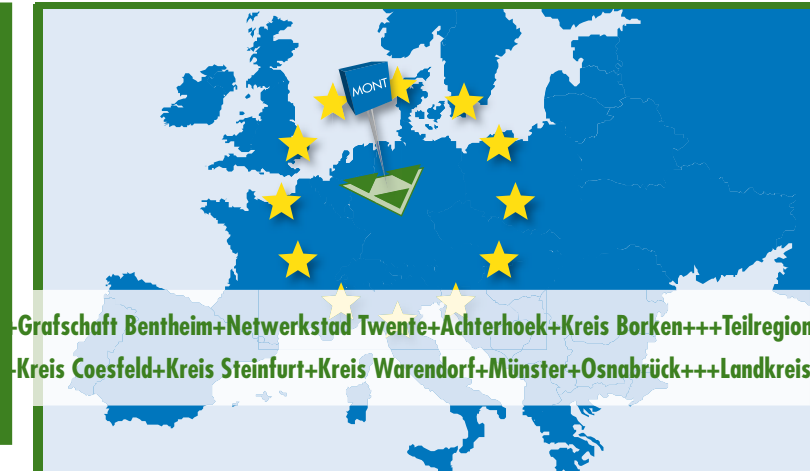 MONT
+Grafschaft Bentheim+Netwerkstad Twente+Achterhoek+Kreis Borken+++Teilregion
+Kreis Coesfeld+Kreis Steinfurt+Kreis Warendorf+Münster+Osnabrück+++Landkreis